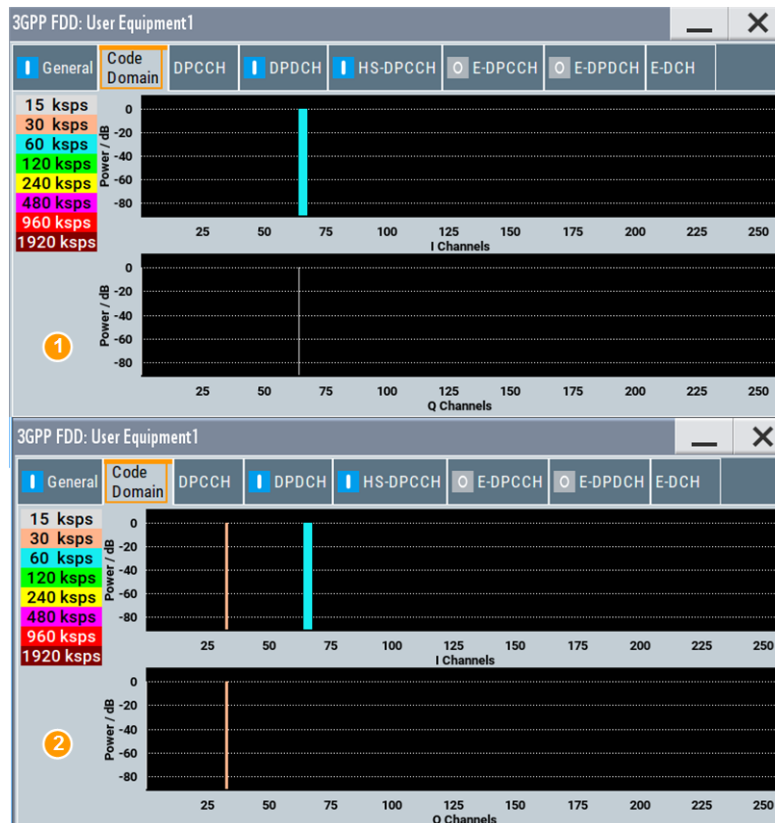 3GPP FDD: User Equipment1
General
Code Domain
DPCCH
DPDCH
HS-DPCCH
E-DPCCH
E-DPDCH
E-DCH
15 ksps
30 ksps
60 ksps
120 ksps
240 ksps
480 ksps
960 ksps
1920 ksps
Power / dB
0
-20
-40
-60
-80
25 50 75 100 125 150 175 200 225 250
I Channels
Power / dB
0
-20
-40
-60
-80
25 50 75 100 125 150 175 200 225 250
Q Channels
1
3GPP FDD: User Equipment1
General
Code Domain
DPCCH
DPDCH
HS-DPCCH
E-DPCCH
E-DPDCH
E-DCH
15 ksps
30 ksps
60 ksps
120 ksps
240 ksps
480 ksps
960 ksps
1920 ksps
Power / dB
0
-20
-40
-60
-80
25 50 75 100 125 150 175 200 225 250
I Channels
Power / dB
0
-20
-40
-60
-80
25 50 75 100 125 150 175 200 225 250
Q Channels
2